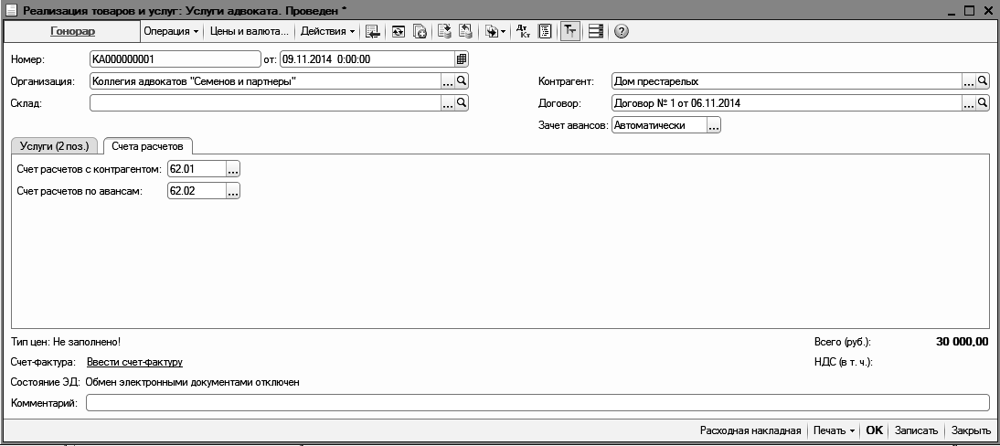 Реализация товаров и услуг: Услуги адвоката. Проведен *
Гонорар Операция Цены и валюта... Действия Дт Кт
Номер: КА000000001 от: 09.11.2014 0:00:00
Организация: Коллегия адвокатов "Семенов и партнеры" ... Контрагент: Дом престарелых ...
Склад: ... Договор: Договор № 1 от 06.11.2014 ...
Зачет авансов: Автоматически ...
Услуги (2 поз.) Счета расчетов
Счет расчетов с контрагентом: 62.01 ...
Счет расчетов по авансам: 62.02 ...
Тип цен: Не заполнено! Всего (руб.): 30 000,00
Счет-фактура: Ввести счет-фактуру НДС (в т. ч.):
Состояние ЭД: Обмен электронными документами отключен
Комментарий:
Расходная накладная Печать OK Записать Закрыть